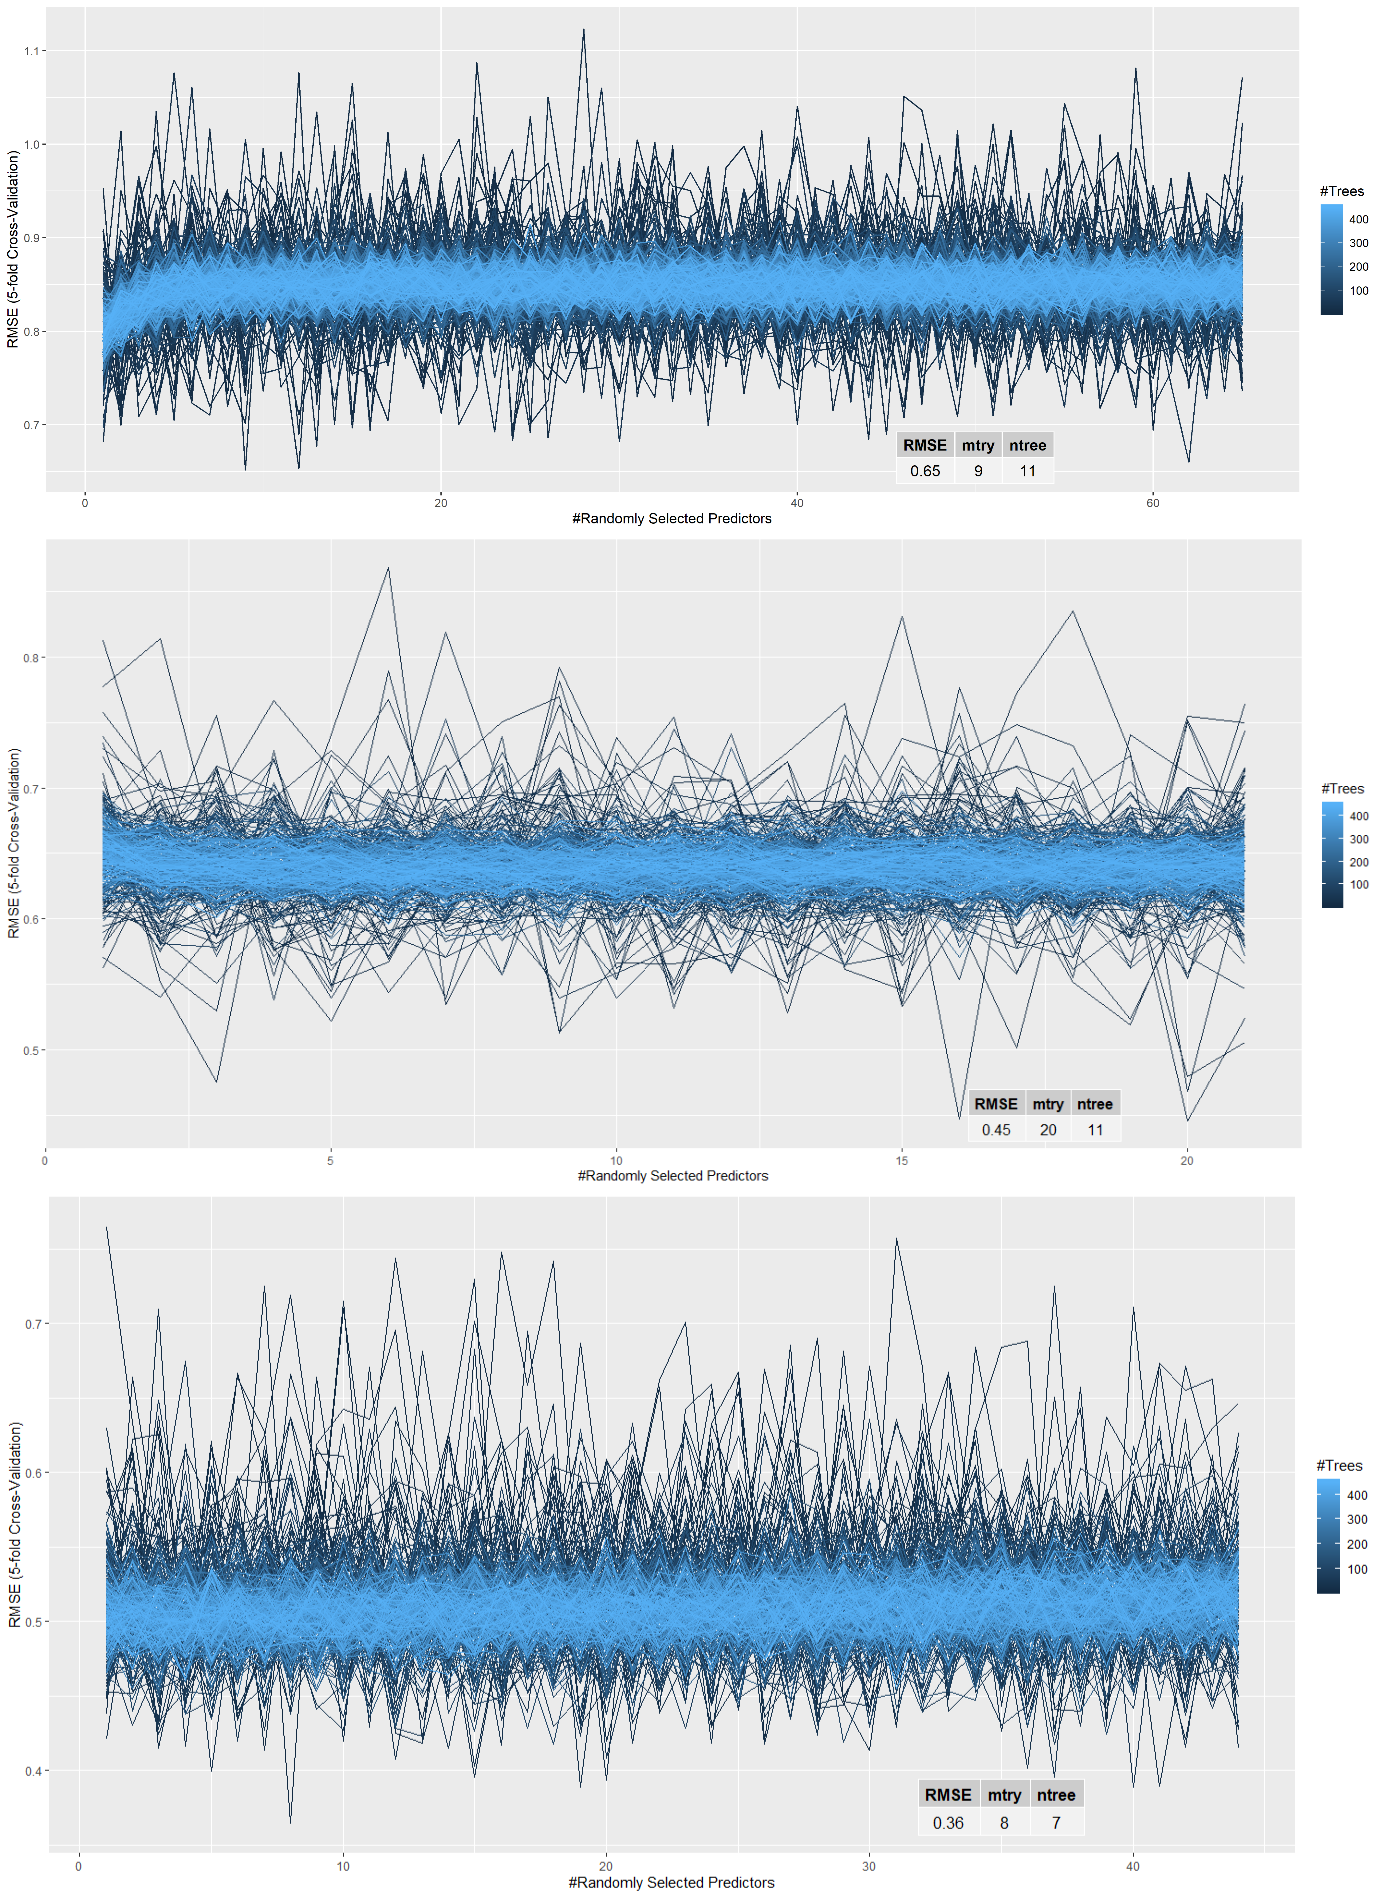 RMSE (5-fold Cross-Validation)
1.1
1.0
0.9
0.8
0.7
0
20
40
60
#Randomly Selected Predictors
RMSE mtry ntree
0.65 9 11
#Trees
400
300
200
100
RMSE (5-fold Cross-Validation)
0.8
0.7
0.6
0.5
0
5
10
15
20
#Randomly Selected Predictors
RMSE mtry ntree
0.45 20 11
#Trees
400
300
200
100
RMSE (5-fold Cross-Validation)
0.7
0.6
0.5
0.4
0
10
20
30
40
#Randomly Selected Predictors
RMSE mtry ntree
0.36 8 7
#Trees
400
300
200
100